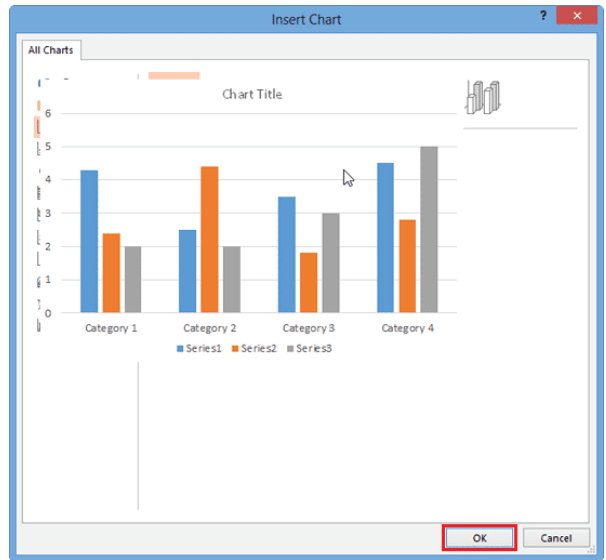 Insert Chart ?
All Charts
Chart Title
6
5
4
3
2
1
0
Category 1 Category 2 Category 3 Category 4
Series1 Series2 Series3
OK Cancel